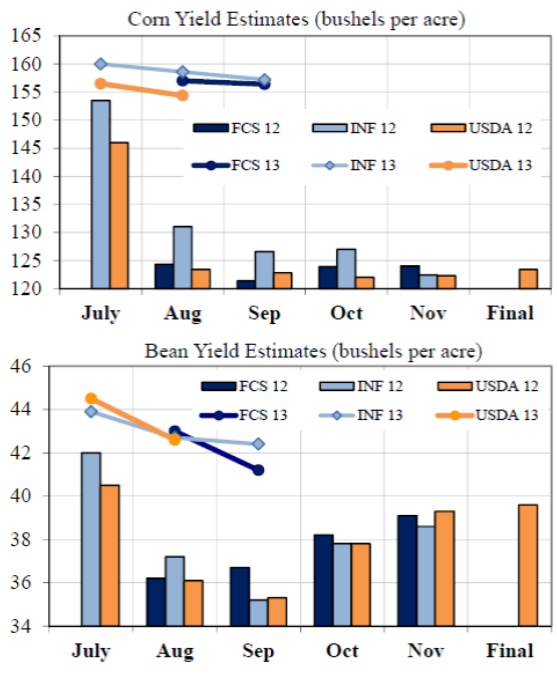 Corn Yield Estimates (bushels per acre)
165
160
155
150
145
140
135
130
125
120
FCS 12 INF 12 USDA 12
FCS 13 INF 13 USDA 13
July Aug Sep Oct Nov Final
Bean Yield Estimates (bushels per acre)
46
44
42
40
38
36
34
FCS 12 INF 12 USDA 12
FCS 13 INF 13 USDA 13
July Aug Sep Oct Nov Final